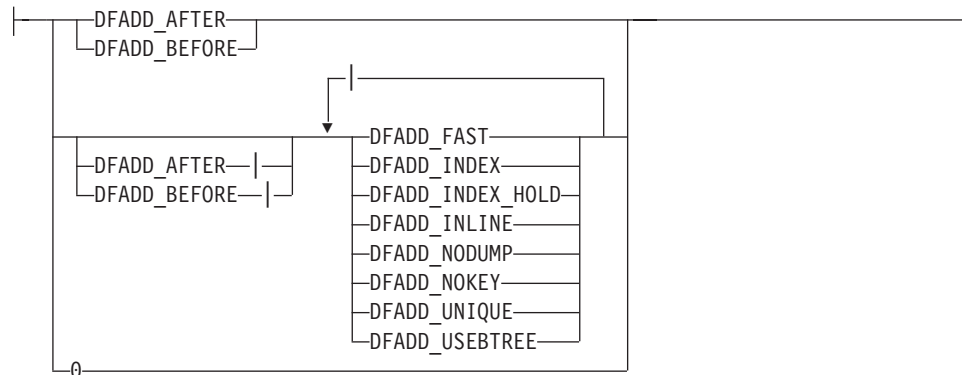 DFADD_AFTER
DFADD_BEFORE
|
DFADD_FAST
DFADD_AFTER | DFADD_INDEX
DFADD_BEFORE | DFADD_INDEX_HOLD
DFADD_INLINE
DFADD_NODUMP
DFADD_NOKEY
DFADD_UNIQUE
DFADD_USEBTREE
0